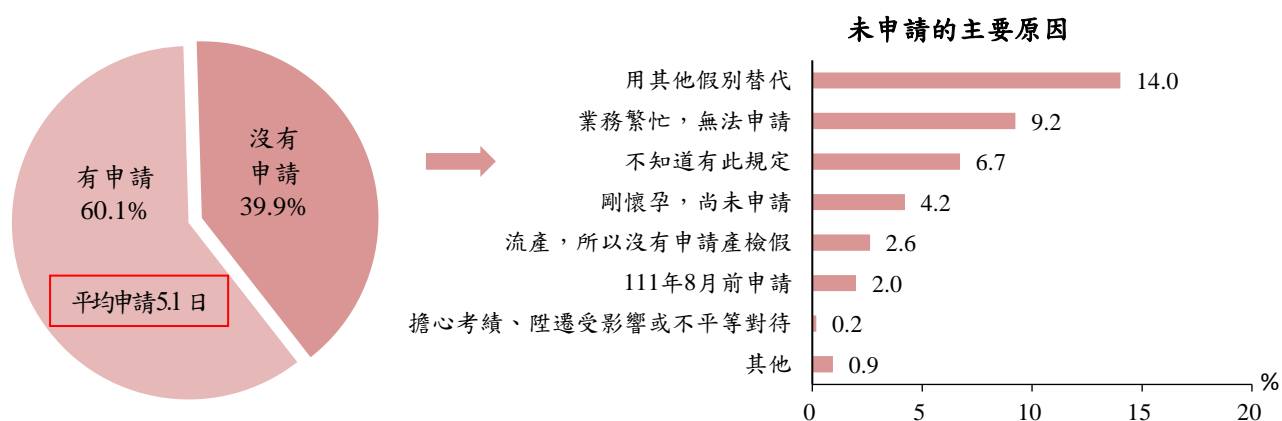 有申請
60.1%
平均申請5.1日
沒有
申請
39.9%
未申請的主要原因
用其他假別替代 14.0
業務繁忙，無法申請 9.2
不知道有此規定 6.7
剛懷孕，尚未申請 4.2
流產，所以沒有申請產檢假 2.6
111年8月前申請 2.0
擔心考績、陞遷受影響或不平等對待 0.2
其他 0.9
%
0 5 10 15 20